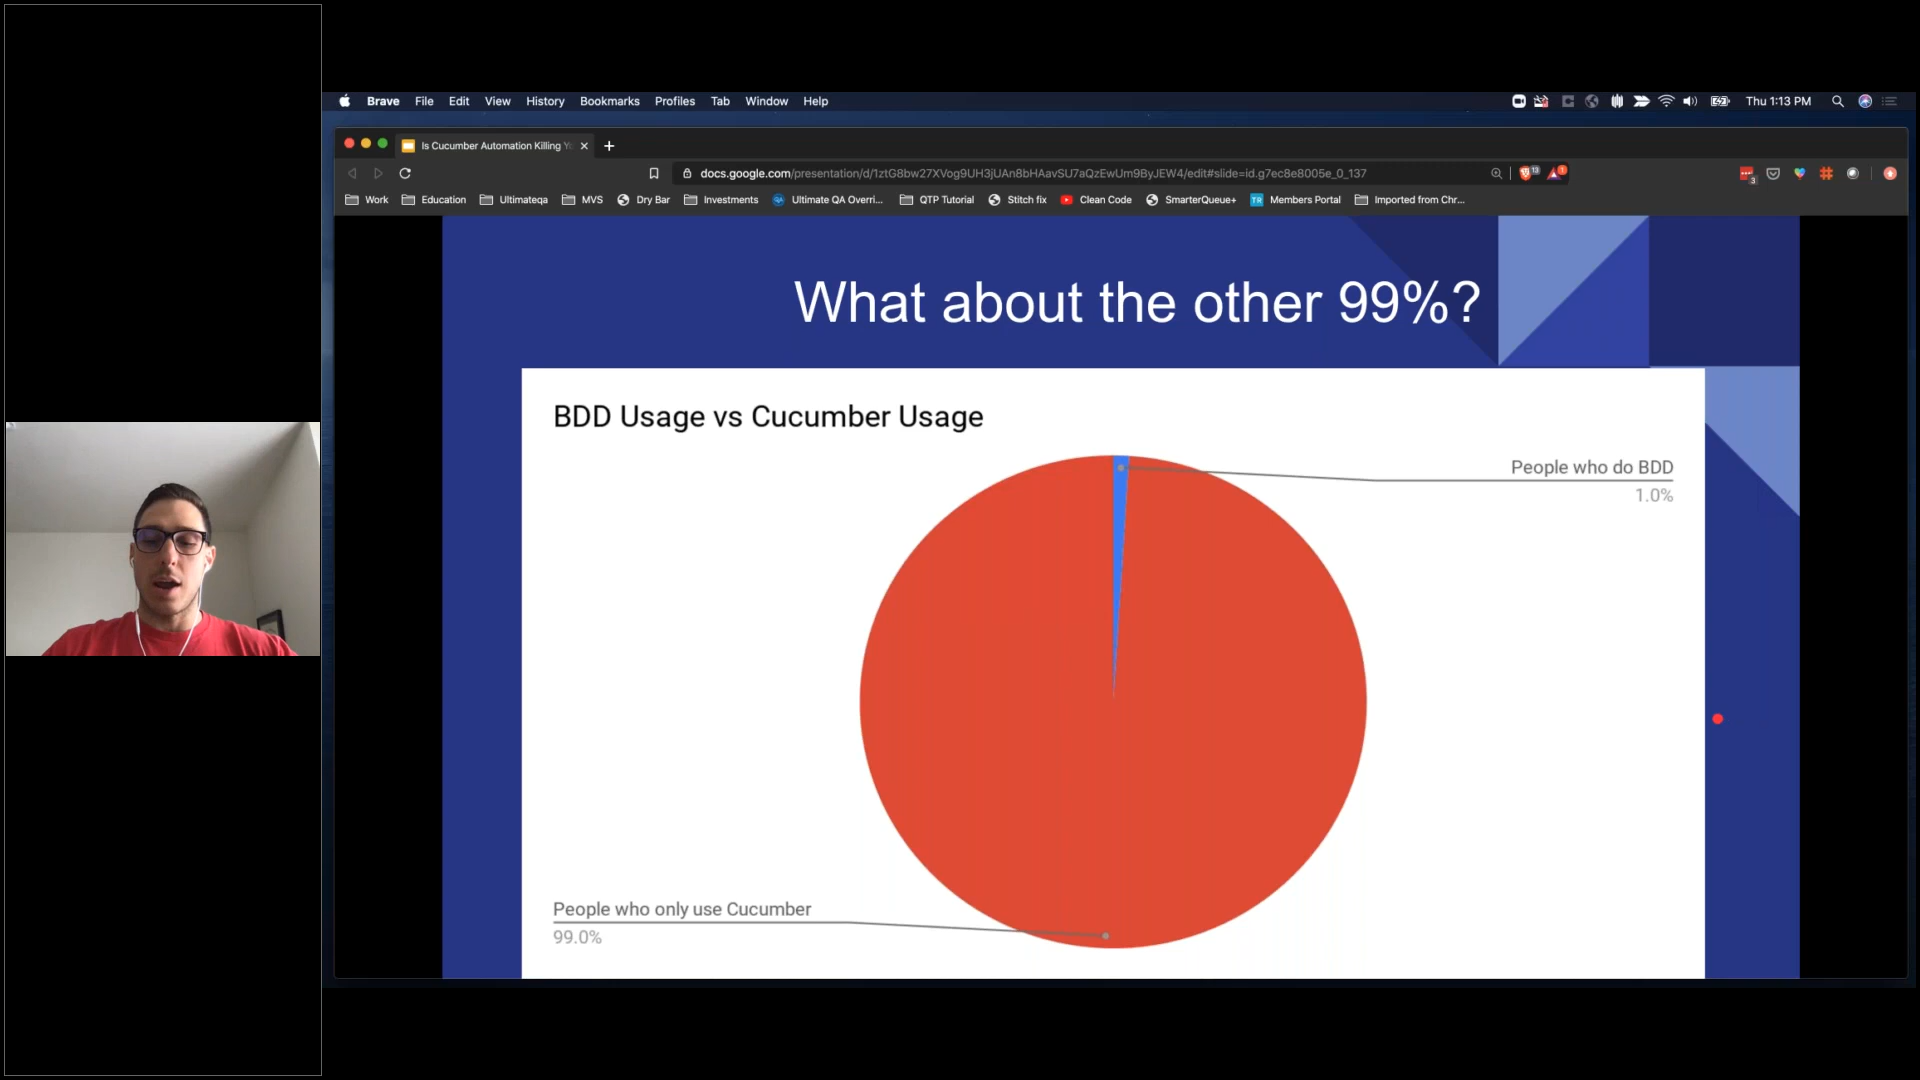 Brave File Edit View History Bookmarks Profiles Tab Window Help
Thu 1:13 PM
Is Cucumber Automation Killing Y
docs.google.com/presentation/d/1ztG8bw27XVog9UH3jUAn8bHAavSU7aQzEwUm9ByJEW4/edit#slide=id.g7ec8e8005e_0_137
Work Education Ultimateqa MVS Dry Bar Investments Ultimate QA Overri... QTP Tutorial Stitch fix Clean Code SmarterQueue+ TR Members Portal Imported from Chr...
What about the other 99%?
BDD Usage vs Cucumber Usage
People who do BDD
1.0%
People who only use Cucumber
99.0%